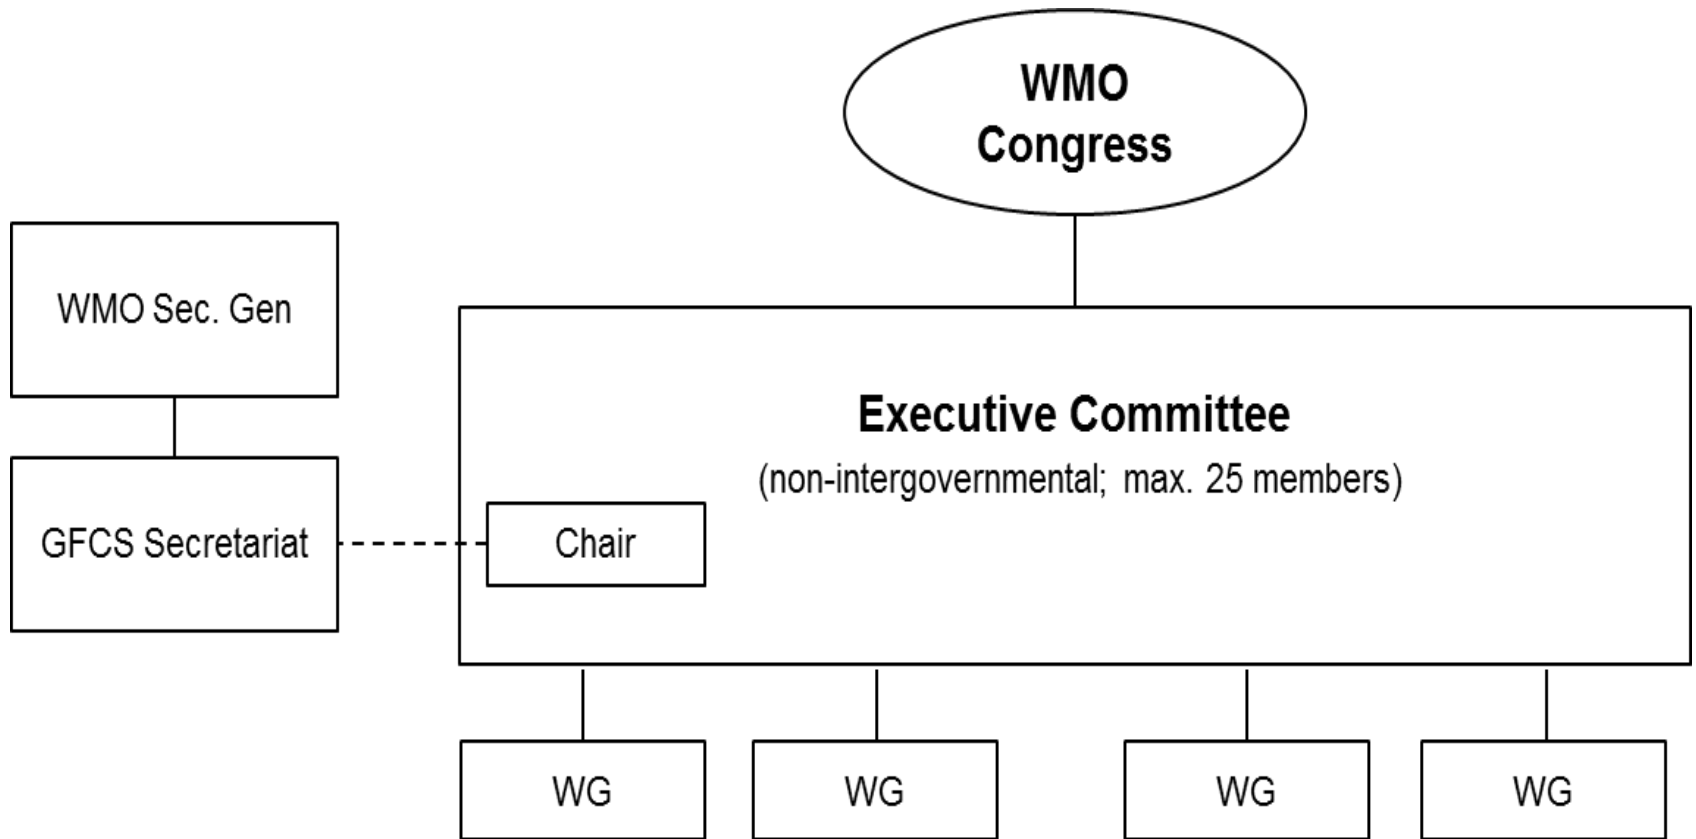 WMO
Congress
WMO Sec. Gen
Executive Committee
(non-intergovernmental; max. 25 members)
GFCS Secretariat
Chair
WG
WG
WG
WG